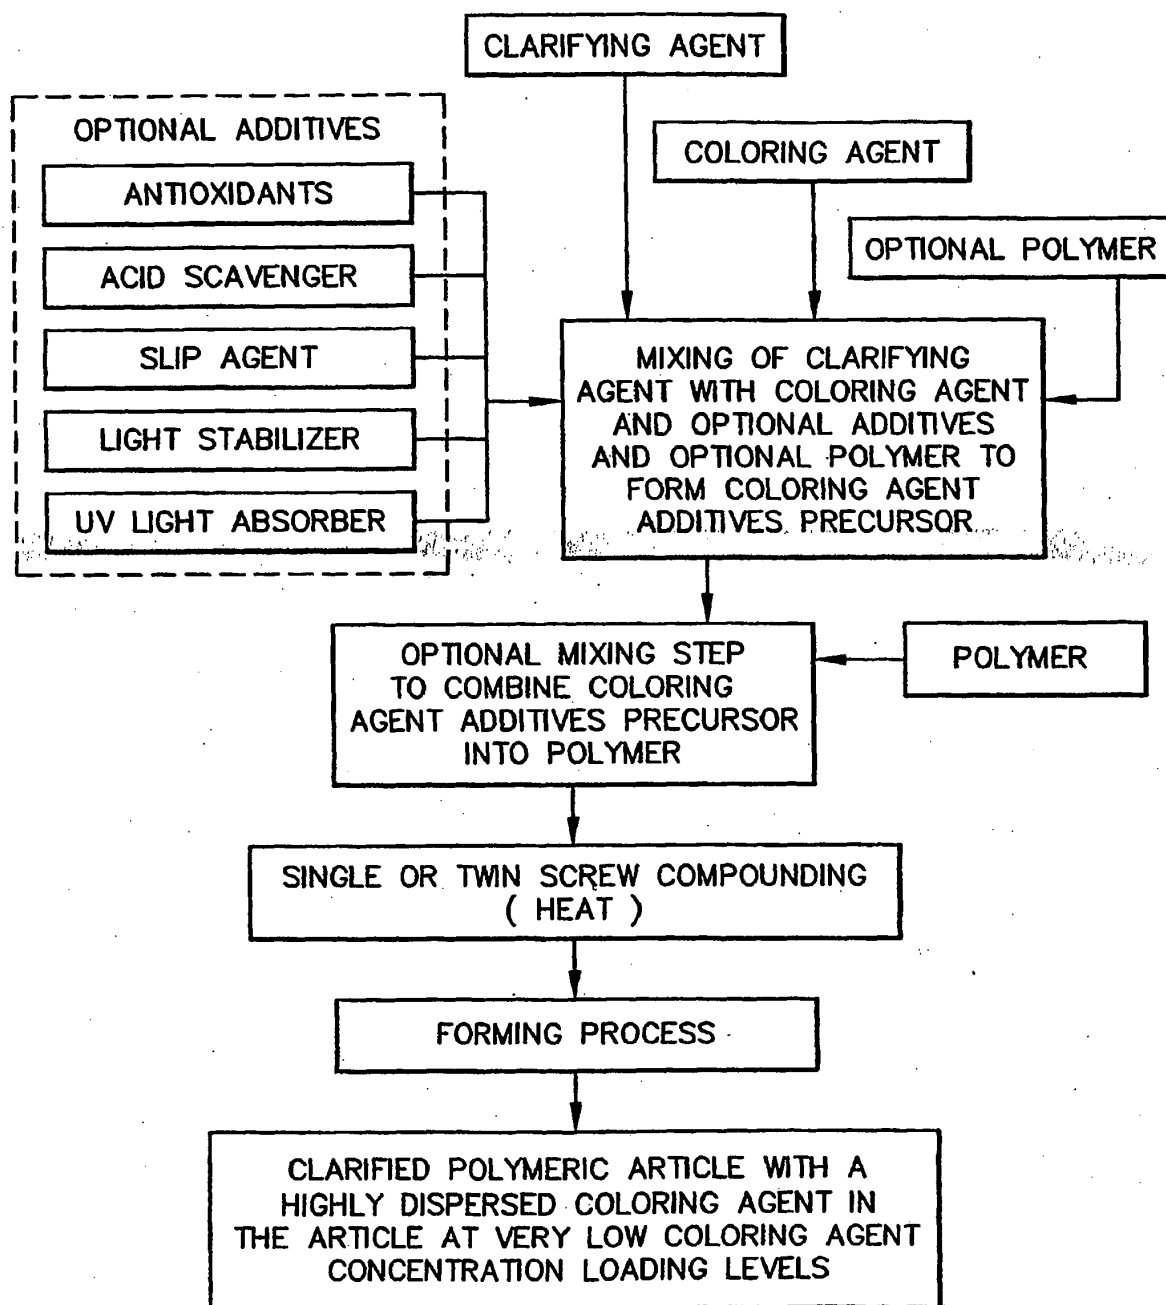 CLARIFYING AGENT
OPTIONAL ADDITIVES
COLORING AGENT
ANTIOXIDANTS
OPTIONAL POLYMER
ACID SCAVENGER
SLIP AGENT
LIGHT STABILIZER
UV LIGHT ABSORBER
MIXING OF CLARIFYING
AGENT WITH COLORING AGENT
AND OPTIONAL ADDITIVES
AND OPTIONAL POLYMER TO
FORM COLORING AGENT
ADDITIVES PRECURSOR
OPTIONAL MIXING STEP
TO COMBINE COLORING
AGENT ADDITIVES PRECURSOR
INTO POLYMER
POLYMER
SINGLE OR TWIN SCREW COMPOUNDING
( HEAT )
FORMING PROCESS
CLARIFIED POLYMERIC ARTICLE WITH A
HIGHLY DISPERSED COLORING AGENT IN
THE ARTICLE AT VERY LOW COLORING AGENT
CONCENTRATION LOADING LEVELS